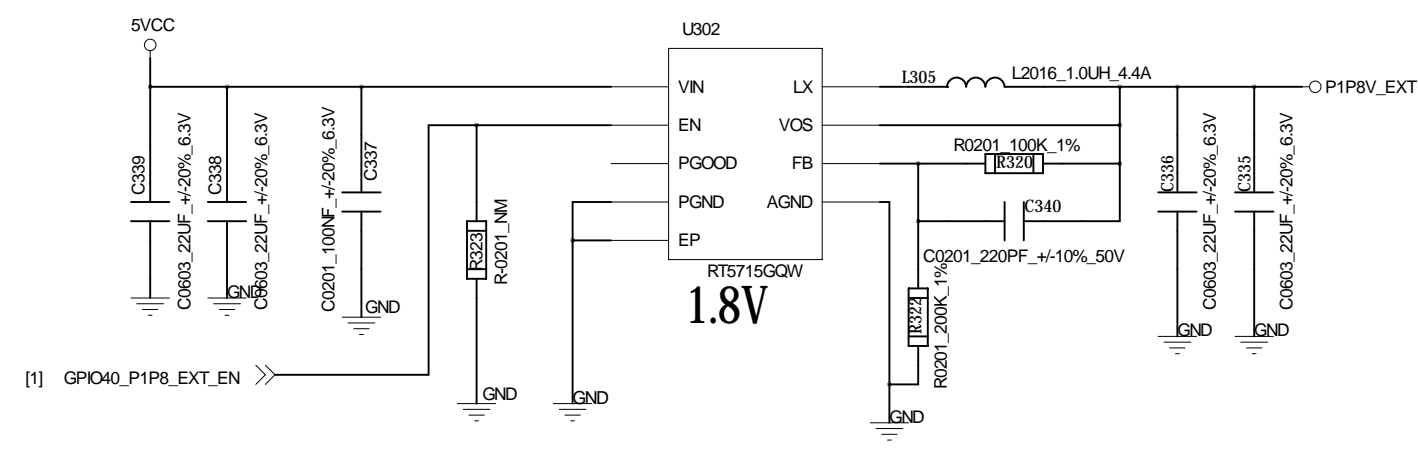 5VCC
U302
VIN
LX
L305
L2016_1.0UH_4.4A
P1P8V_EXT
EN
VOS
R0201_100K_1%
PGOOD
FB
R320
PGND
AGND
C340
EP
C0201_220PF_+/-10%_50V
RT5715GQW
1.8V
C339
C0603_22UF_+/-20%_6.3V
C338
C0603_22UF_+/-20%_6.3V
C337
C0201_100NF_+/-20%_6.3V
R323
R-0201_NM
R322
R0201_200K_1%
C336
C0603_22UF_+/-20%_6.3V
C335
C0603_22UF_+/-20%_6.3V
GND
GND
GND
GND
[1] GPIO40_P1P8_EXT_EN
GND
GND
GND